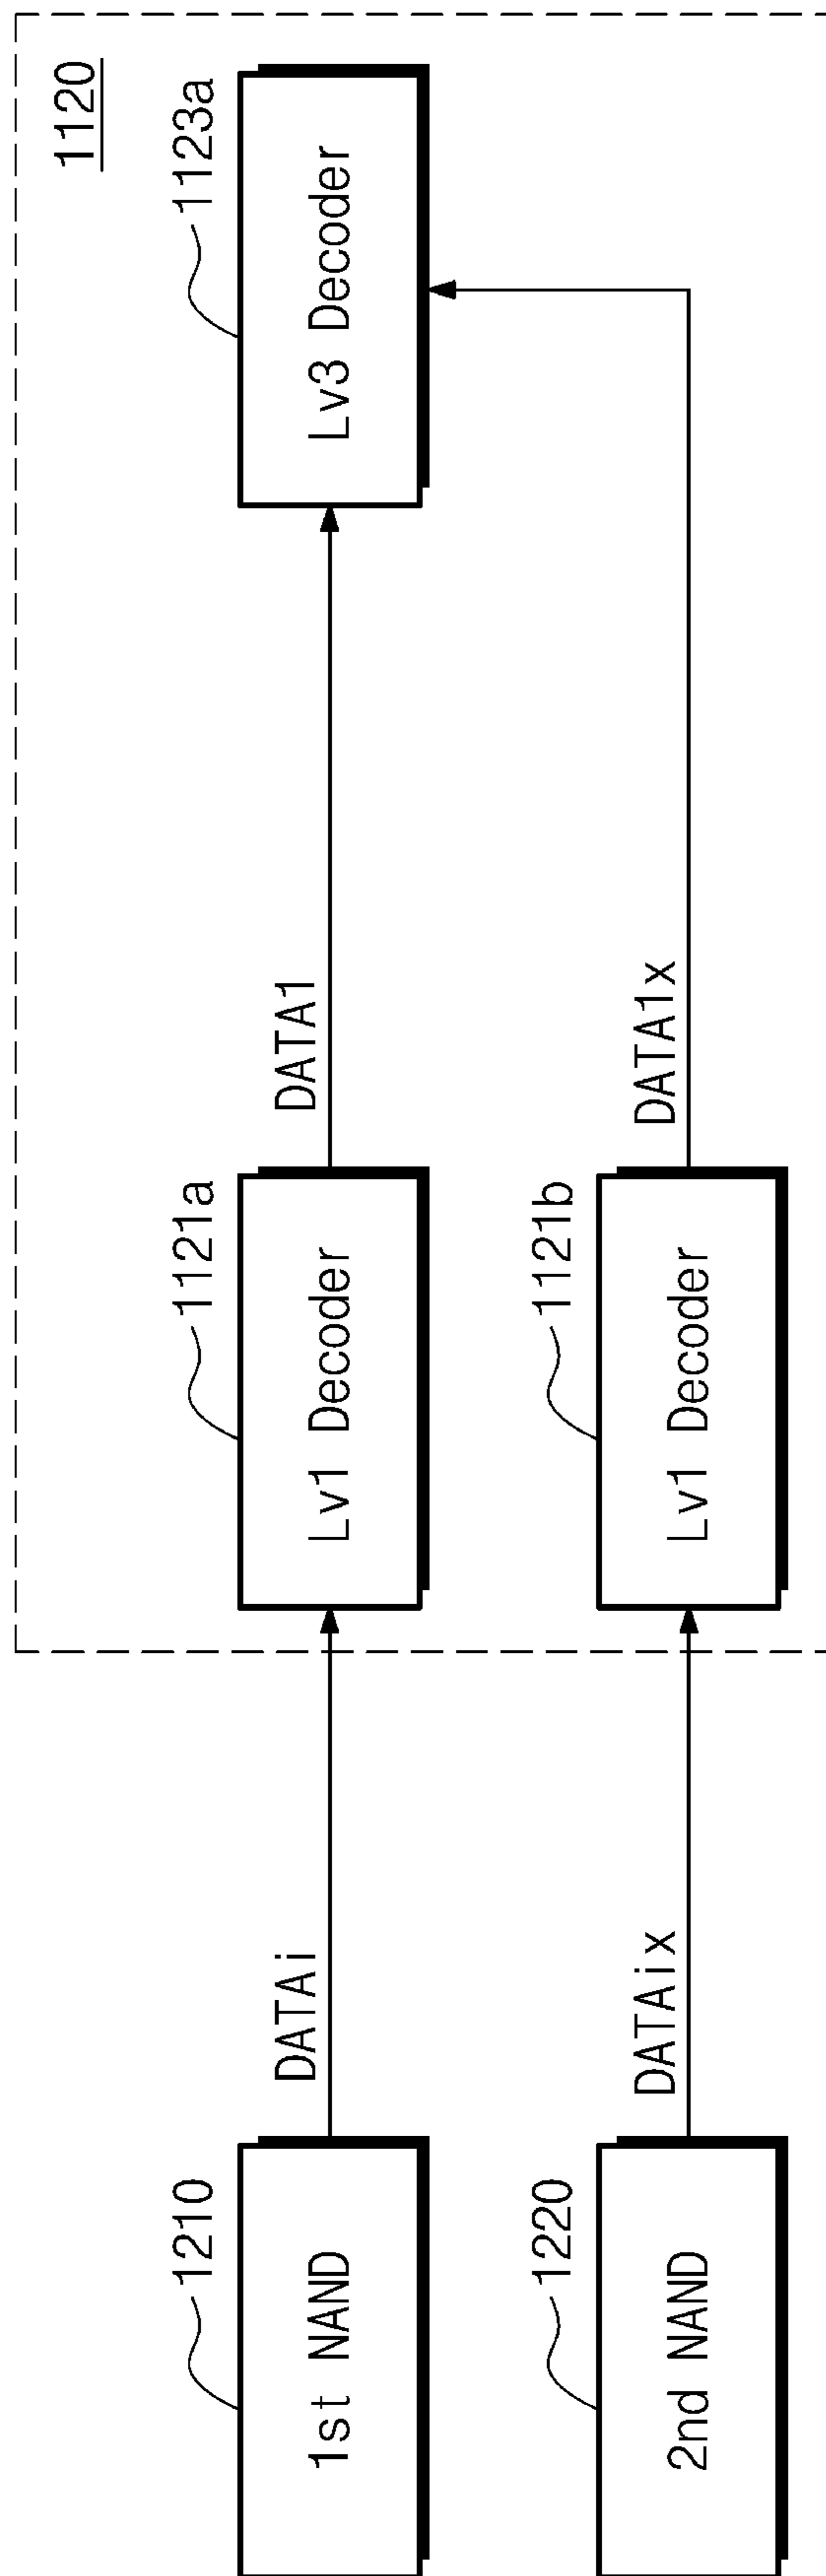 1120
1210
1st NAND
DATAi
1121a
Lv1 Decoder
DATA1
1123a
Lv3 Decoder
1220
2nd NAND
DATAix
1121b
Lv1 Decoder
DATA1x